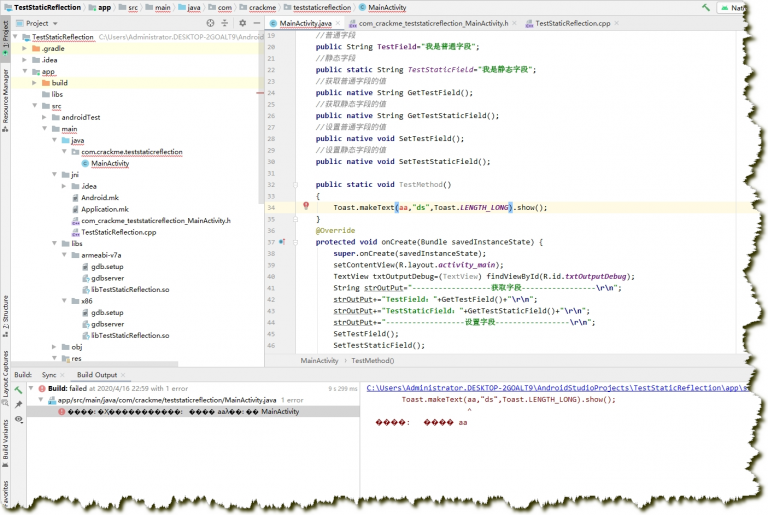 TestStaticReflection app src main java com crackme teststaticreflection MainActivity
Project
MainActivity.java com_crackme_teststaticreflection_MainActivity.h TestStaticReflection.cpp
TestStaticReflection C:\Users\Administrator.DESKTOP-2GOALT9\Android
.gradle
.idea
app
build
libs
src
androidTest
main
java
com.crackme.teststaticreflection
MainActivity
jni
.idea
Android.mk
Application.mk
com_crackme_teststaticreflection_MainActivity.h
TestStaticReflection.cpp
libs
armeabi-v7a
gdb.setup
gdbserver
libTestStaticReflection.so
x86
gdb.setup
gdbserver
libTestStaticReflection.so
obj
res
1: Project
Resource Manager
Z: Structure
Layout Captures
Build Variants
19 //普通字段
20 public String TestField="我是普通字段";
21 //静态字段
22 public static String TestStaticField="我是静态字段";
23 //获取普通字段的值
24 public native String GetTestField();
25 //获取静态字段的值
26 public native String GetTestStaticField();
27 //设置普通字段的值
28 public native void SetTestField();
29 //设置静态字段的值
30 public native void SetTestStaticField();
31
32 public static void TestMethod()
33 {
34 Toast.makeText(aa,"ds",Toast.LENGTH_LONG).show();
35 }
36 @Override
37 protected void onCreate(Bundle savedInstanceState) {
38 super.onCreate(savedInstanceState);
39 setContentView(R.layout.activity_main);
40 TextView txtOutputDebug=(TextView) findViewById(R.id.txtOutputDebug);
41 String strOutPut="------------------获取字段------------------\r\n";
42 strOutPut+="TestField: "+GetTestField()+"\r\n";
43 strOutPut+="TestStaticField: "+GetTestStaticField()+"\r\n";
44 strOutPut+="------------------设置字段------------------\r\n";
45 SetTestField();
46 SetTestStaticField();
MainActivity TestMethod()
Build: Sync Build Output
Build: failed at 2020/4/16 22:59 with 1 error 9 s 299 ms
app/src/main/java/com/crackme/teststaticreflection/MainActivity.java 1 error
MainActivity
C:\Users\Administrator.DESKTOP-2GOALT9\AndroidStudioProjects\TestStaticReflection\app\s
Toast.makeText(aa,"ds",Toast.LENGTH_LONG).show();
^
����: ���� aa